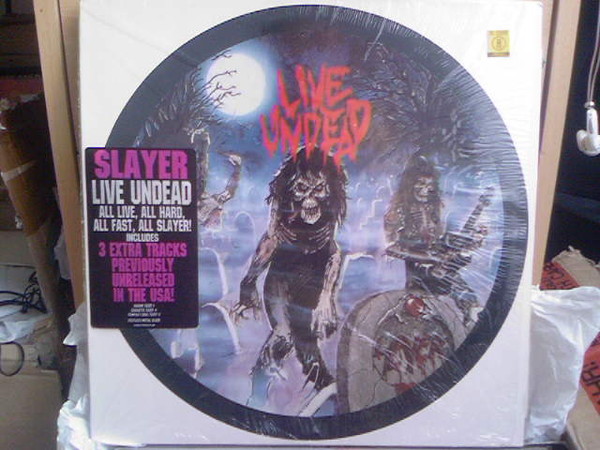 LIVE
UNDEAD
SLAYER
LIVE UNDEAD
ALL LIVE, ALL HARD,
ALL FAST, ALL SLAYER!
INCLUDES
3 EXTRA TRACKS
PREVIOUSLY
UNRELEASED
IN THE USA!
SLAYER